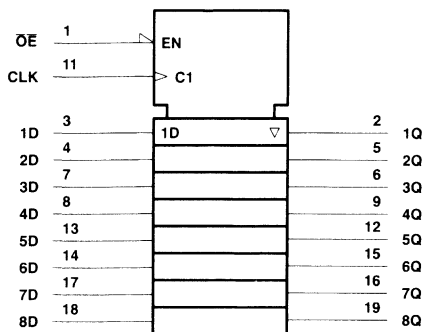 OE 1 EN
CLK 11 C1
1D 3 1D ▽ 2 1Q
2D 4 5 2Q
3D 7 6 3Q
4D 8 9 4Q
5D 13 12 5Q
6D 14 15 6Q
7D 17 16 7Q
8D 18 19 8Q